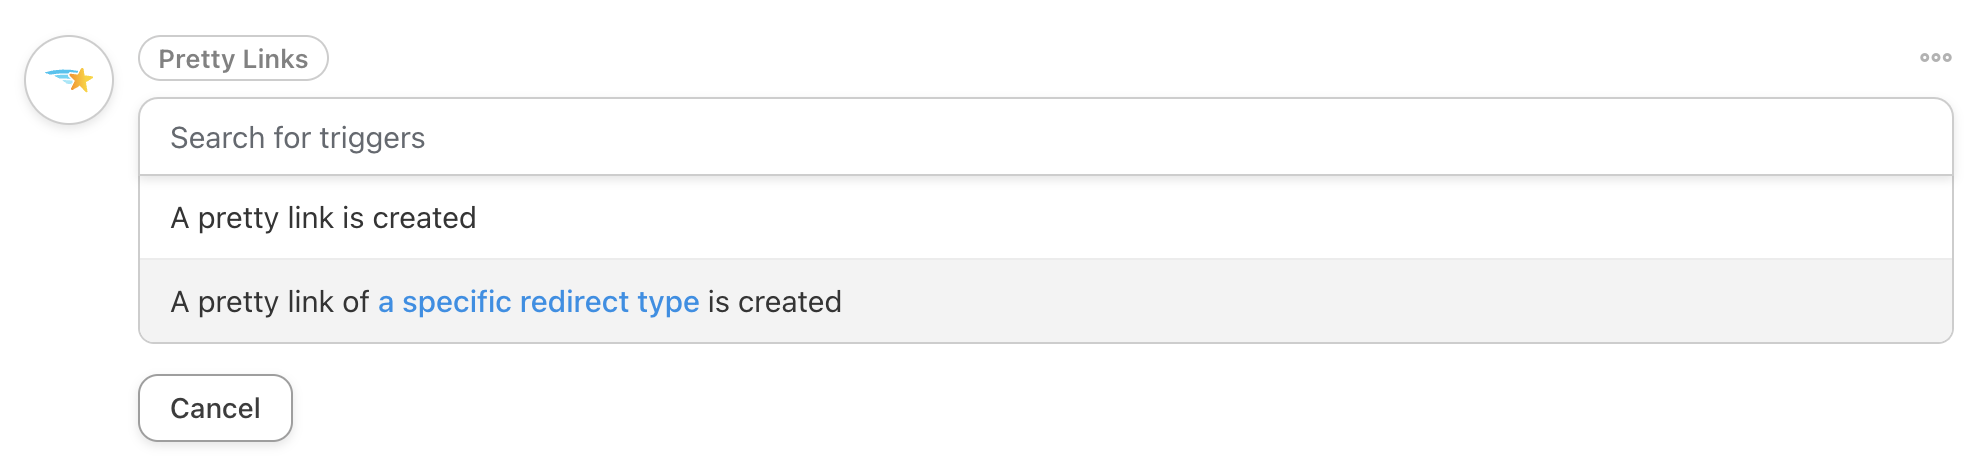 Pretty Links
Search for triggers
A pretty link is created
A pretty link of a specific redirect type is created
Cancel